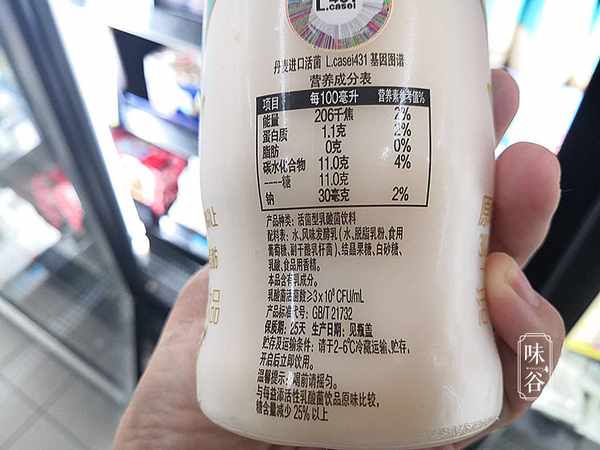 L.casei
丹麦进口活菌 L.casei431 基因图谱
营养成分表
项目 每100毫升 营养素参考值%
能量 206千焦 2%
蛋白质 1.1克 2%
脂肪 0克 0%
碳水化合物 11.0克 4%
----糖 11.0克
钠 30毫克 2%
产品种类：活菌型乳酸菌饮料
配料表：水、风味发酵乳（水、脱脂乳粉、食用
葡萄糖、副干酪乳杆菌）、结晶果糖、白砂糖、
乳酸、食品用香精。
本品含有乳成分。
乳酸菌活菌数≥3×10⁸ CFU/mL
产品标准代号：GB/T 21732
保质期：25天 生产日期：见瓶盖
贮存及运输条件：请于2-6℃冷藏运输、贮存，
开启后立即饮用。
温馨提示：喝前请摇匀。
与每益添活性乳酸菌饮品原味比较，
糖含量减少 25% 以上
味谷